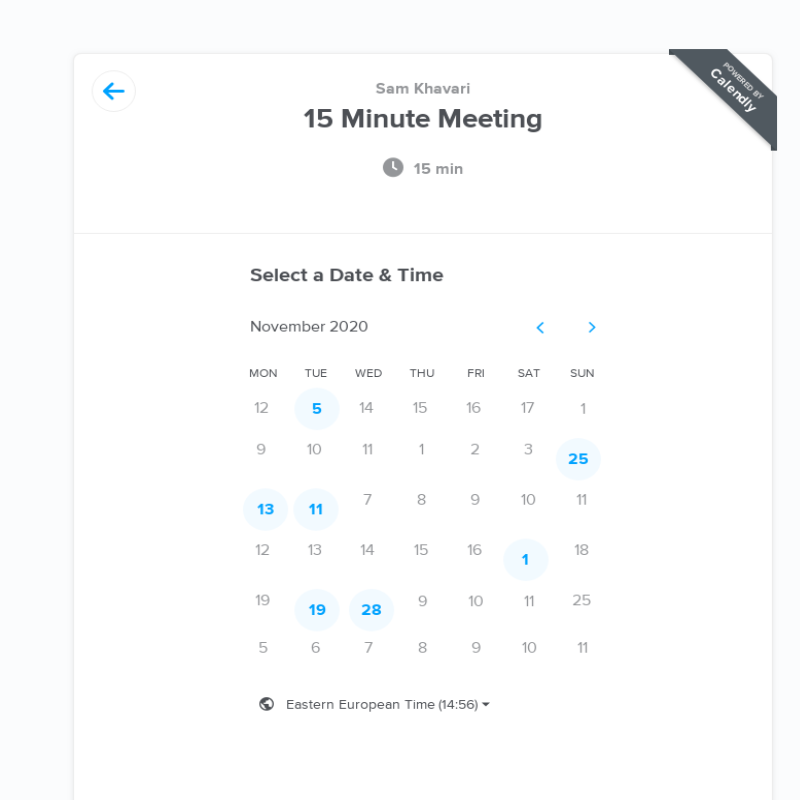 POWERED BY
Calendly
Sam Khavari
15 Minute Meeting
15 min
Select a Date & Time
November 2020
MON TUE WED THU FRI SAT SUN
12 5 14 15 16 17 1
9 10 11 1 2 3 25
13 11 7 8 9 10 11
12 13 14 15 16 1 18
19 19 28 9 10 11 25
5 6 7 8 9 10 11
Eastern European Time (14:56)